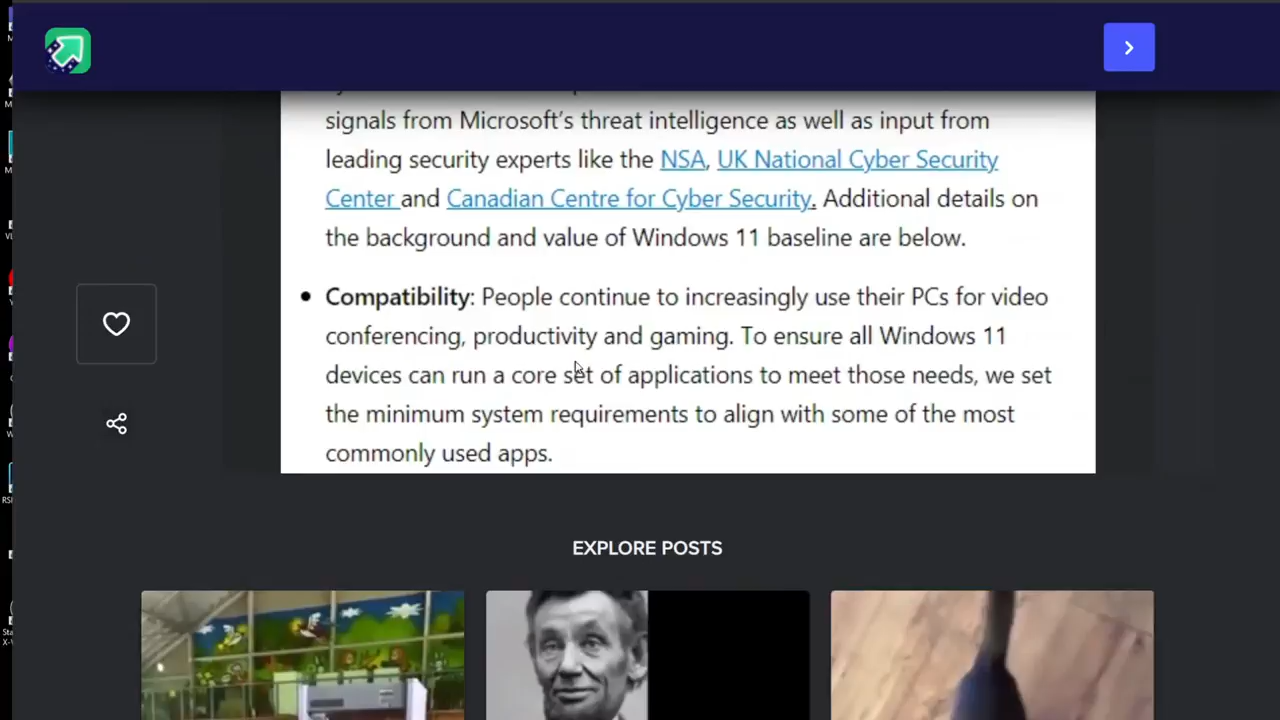 signals from Microsoft's threat intelligence as well as input from
leading security experts like the NSA, UK National Cyber Security
Center and Canadian Centre for Cyber Security. Additional details on
the background and value of Windows 11 baseline are below.
• Compatibility: People continue to increasingly use their PCs for video
conferencing, productivity and gaming. To ensure all Windows 11
devices can run a core set of applications to meet those needs, we set
the minimum system requirements to align with some of the most
commonly used apps.
EXPLORE POSTS